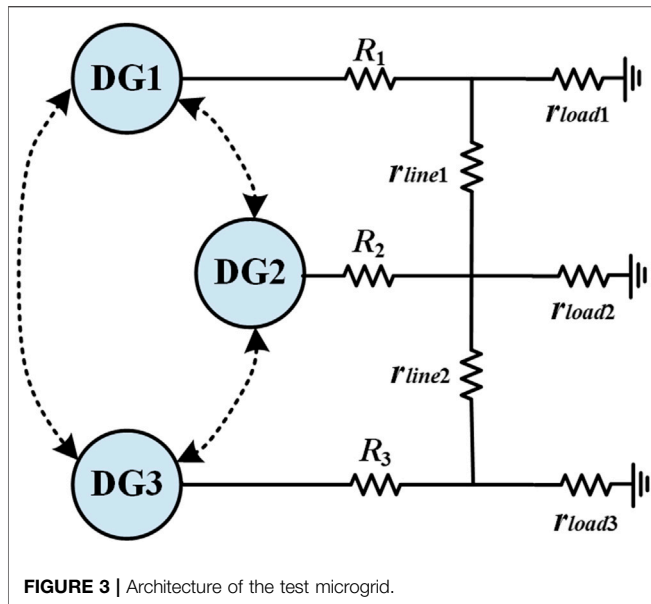 DG1
R1
rload1
rline1
DG2
R2
rload2
rline2
DG3
R3
rload3
FIGURE 3 | Architecture of the test microgrid.